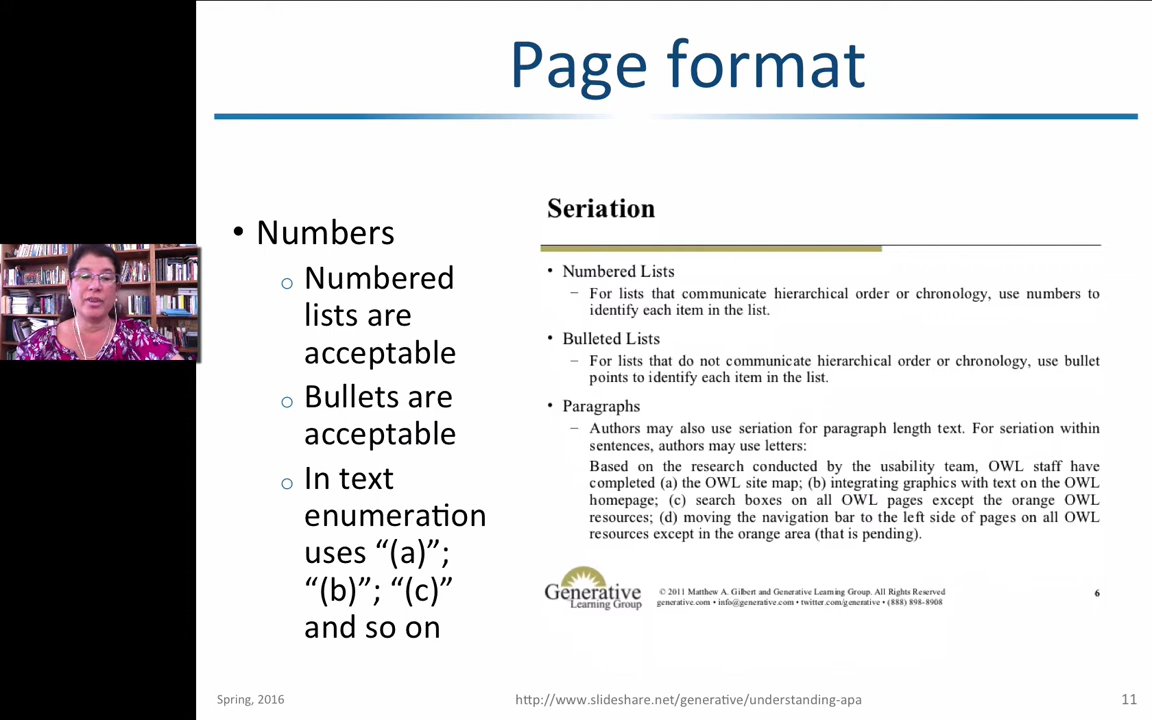 Page format
• Numbers
o Numbered
lists are
acceptable
o Bullets are
acceptable
o In text
enumeration
uses “(a)”;
“(b)”; “(c)”
and so on
Seriation
• Numbered Lists
– For lists that communicate hierarchical order or chronology, use numbers to
identify each item in the list.
• Bulleted Lists
– For lists that do not communicate hierarchical order or chronology, use bullet
points to identify each item in the list.
• Paragraphs
– Authors may also use seriation for paragraph length text. For seriation within
sentences, authors may use letters:
Based on the research conducted by the usability team, OWL staff have
completed (a) the OWL site map; (b) integrating graphics with text on the OWL
homepage; (c) search boxes on all OWL pages except the orange OWL
resources; (d) moving the navigation bar to the left side of pages on all OWL
resources except in the orange area (that is pending).
Generative
Learning Group
© 2011 Matthew A. Gilbert and Generative Learning Group. All Rights Reserved
generative.com • info@generative.com • twitter.com/generative • (888) 898-8908
6
Spring, 2016
http://www.slideshare.net/generative/understanding-apa
11